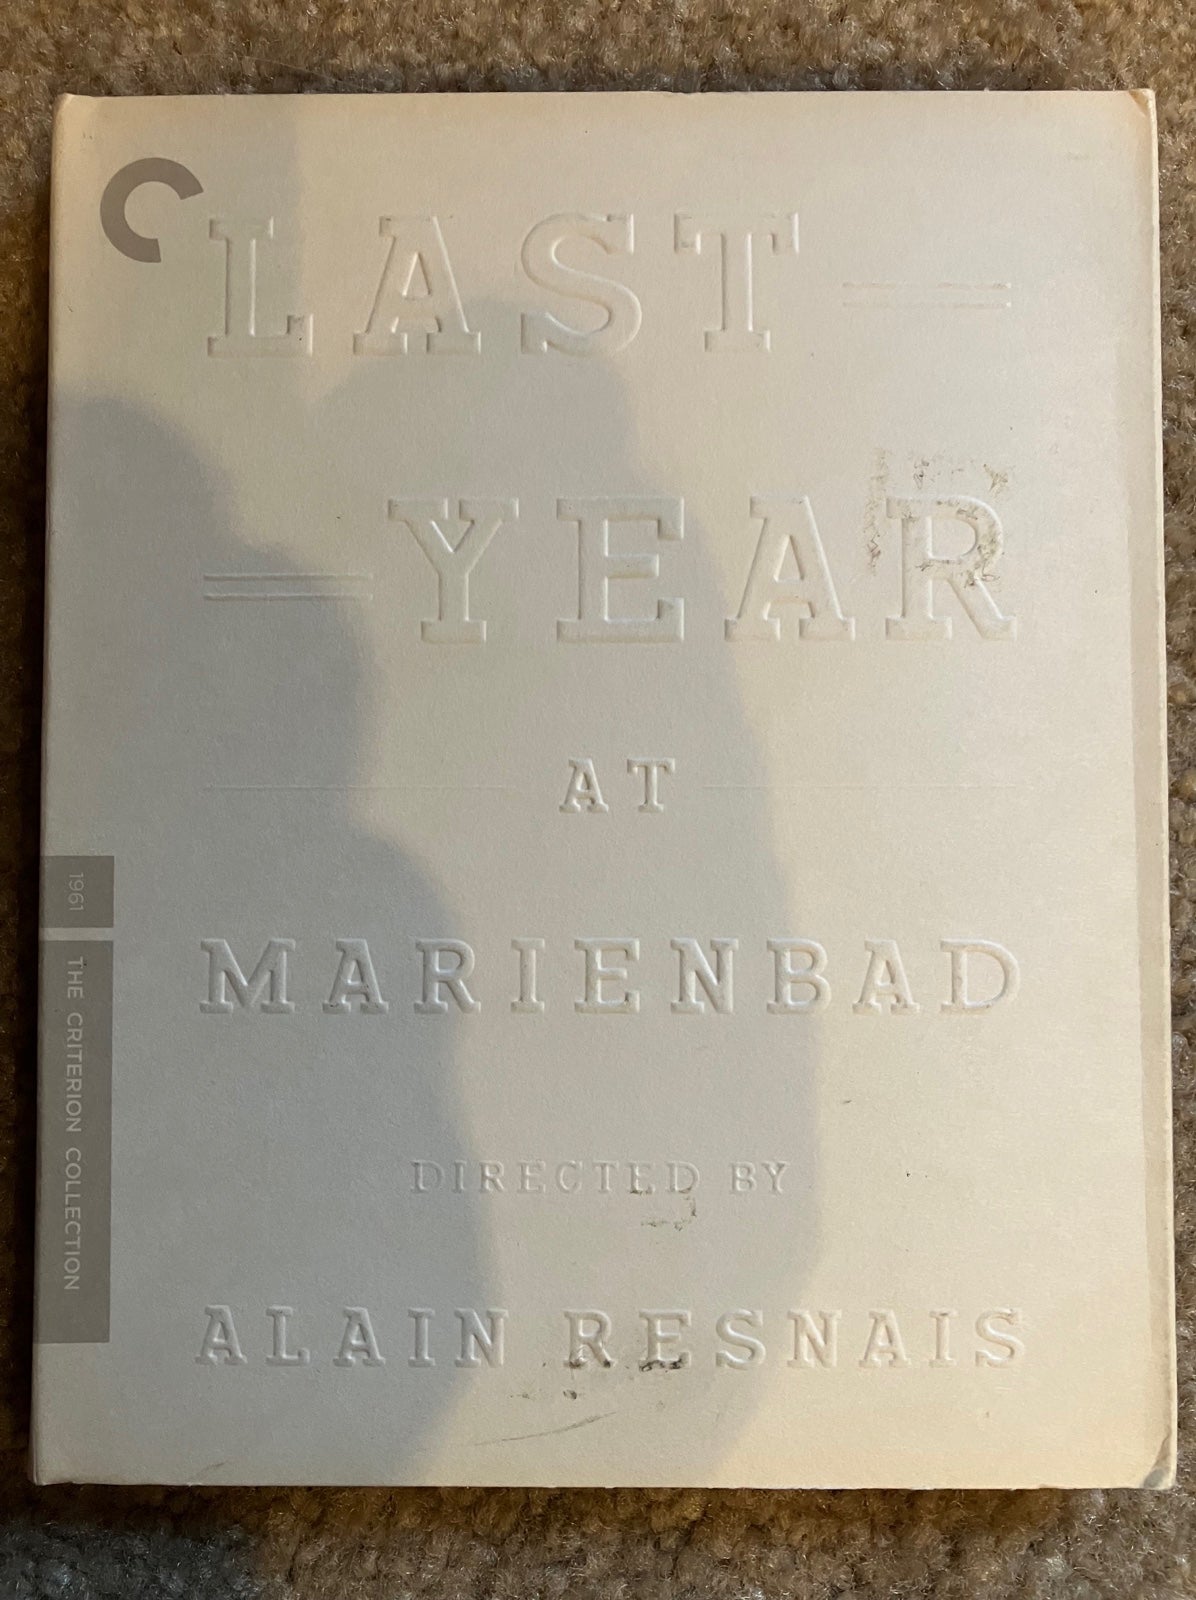 LAST
YEAR
AT
MARIENBAD
DIRECTED BY
ALAIN RESNAIS
1961
THE CRITERION COLLECTION